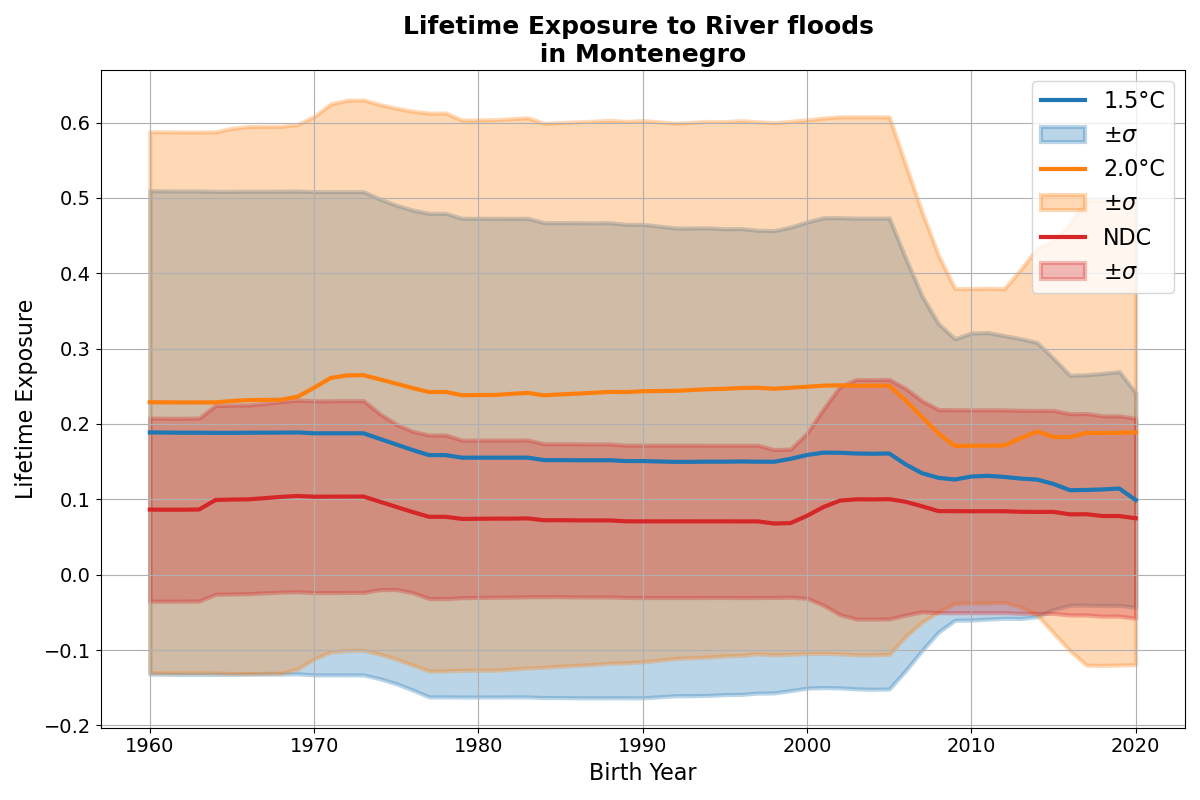 Lifetime Exposure to River floods
in Montenegro
1.5°C
±σ
2.0°C
±σ
NDC
±σ
0.6
0.5
0.4
0.3
0.2
0.1
0.0
−0.1
−0.2
Lifetime Exposure
1960
1970
1980
1990
2000
2010
2020
Birth Year